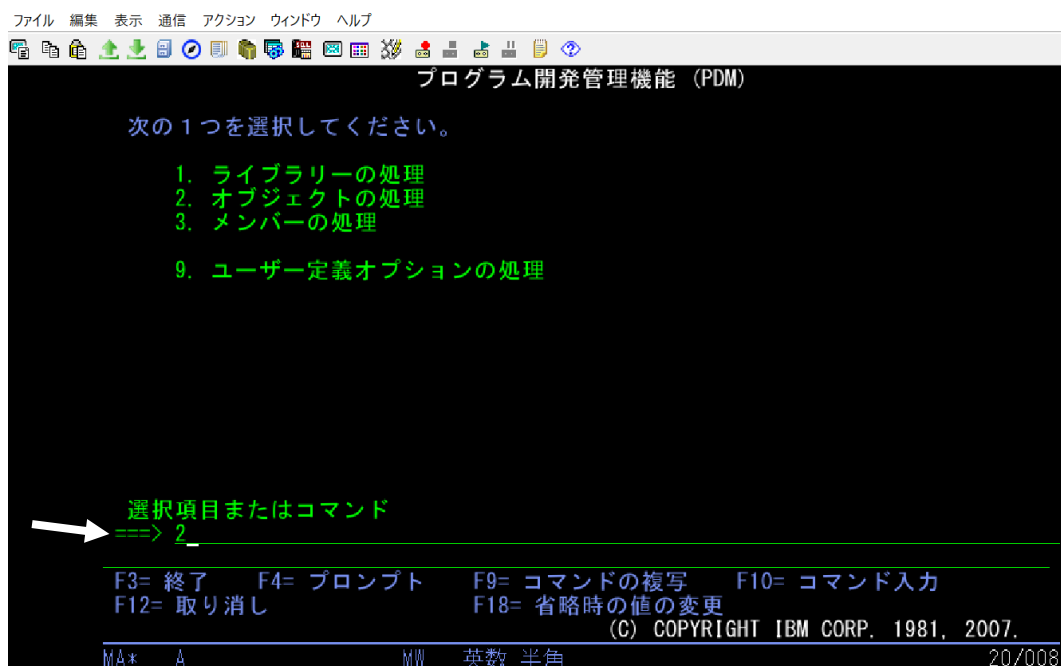 ファイル 編集 表示 通信 アクション ウィンドウ ヘルプ
プログラム開発管理機能 (PDM)
次の1つを選択してください。
1. ライブラリーの処理
2. オブジェクトの処理
3. メンバーの処理
9. ユーザー定義オプションの処理
選択項目またはコマンド
===> 2_
F3= 終了 F4= プロンプト F9= コマンドの複写 F10= コマンド入力
F12= 取り消し F18= 省略時の値の変更
(C) COPYRIGHT IBM CORP. 1981, 2007.
MA* A MW 英数 半角 20/008